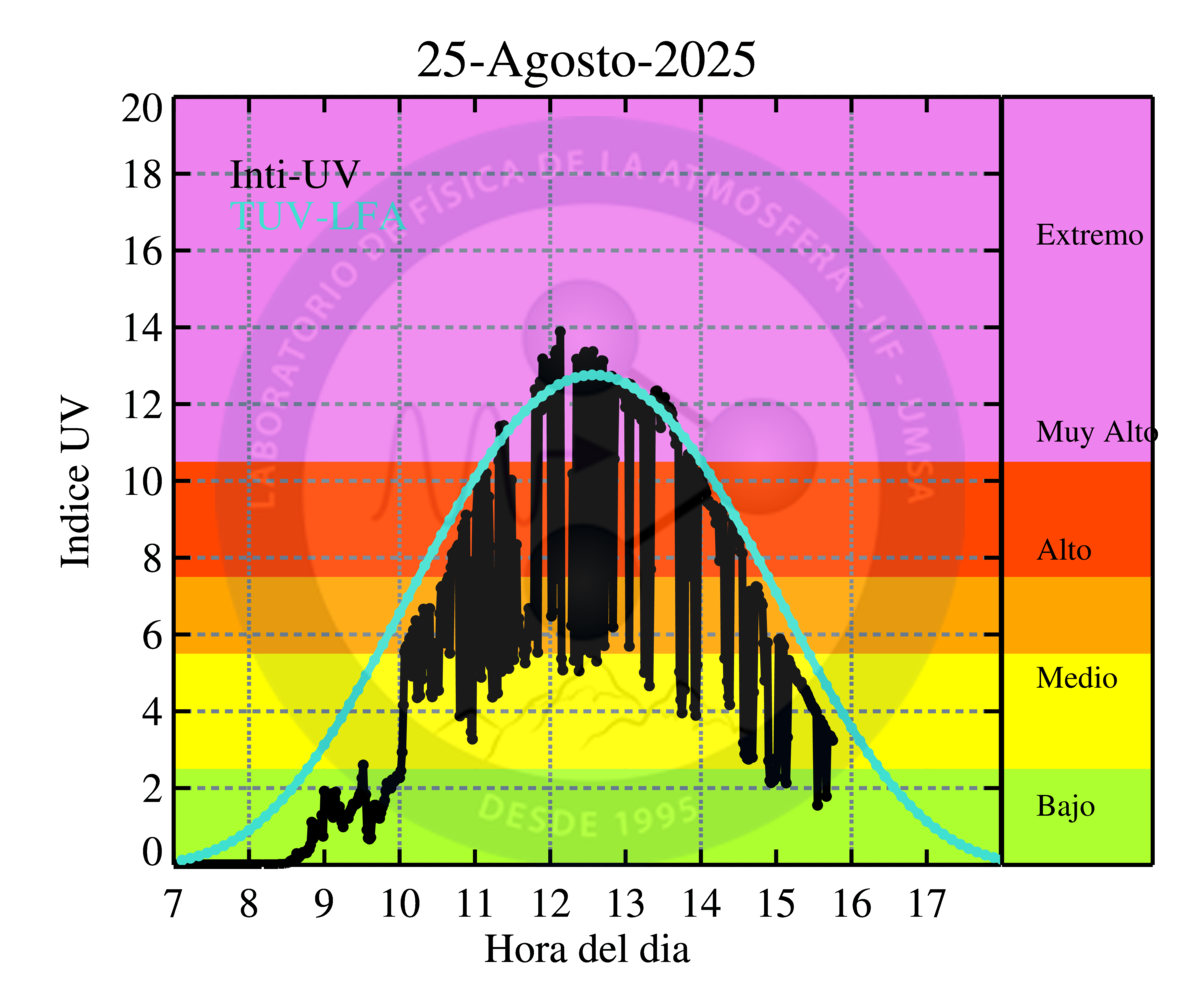 25-Agosto-2025
Indice UV
20
18
16
14
12
10
8
6
4
2
0
Inti-UV
TUV-LFA
LABORATORIO DE FÍSICA DE LA ATMÓSFERA - IIF - UMSA
DESDE 1995
Extremo
Muy Alto
Alto
Medio
Bajo
7 8 9 10 11 12 13 14 15 16 17
Hora del dia